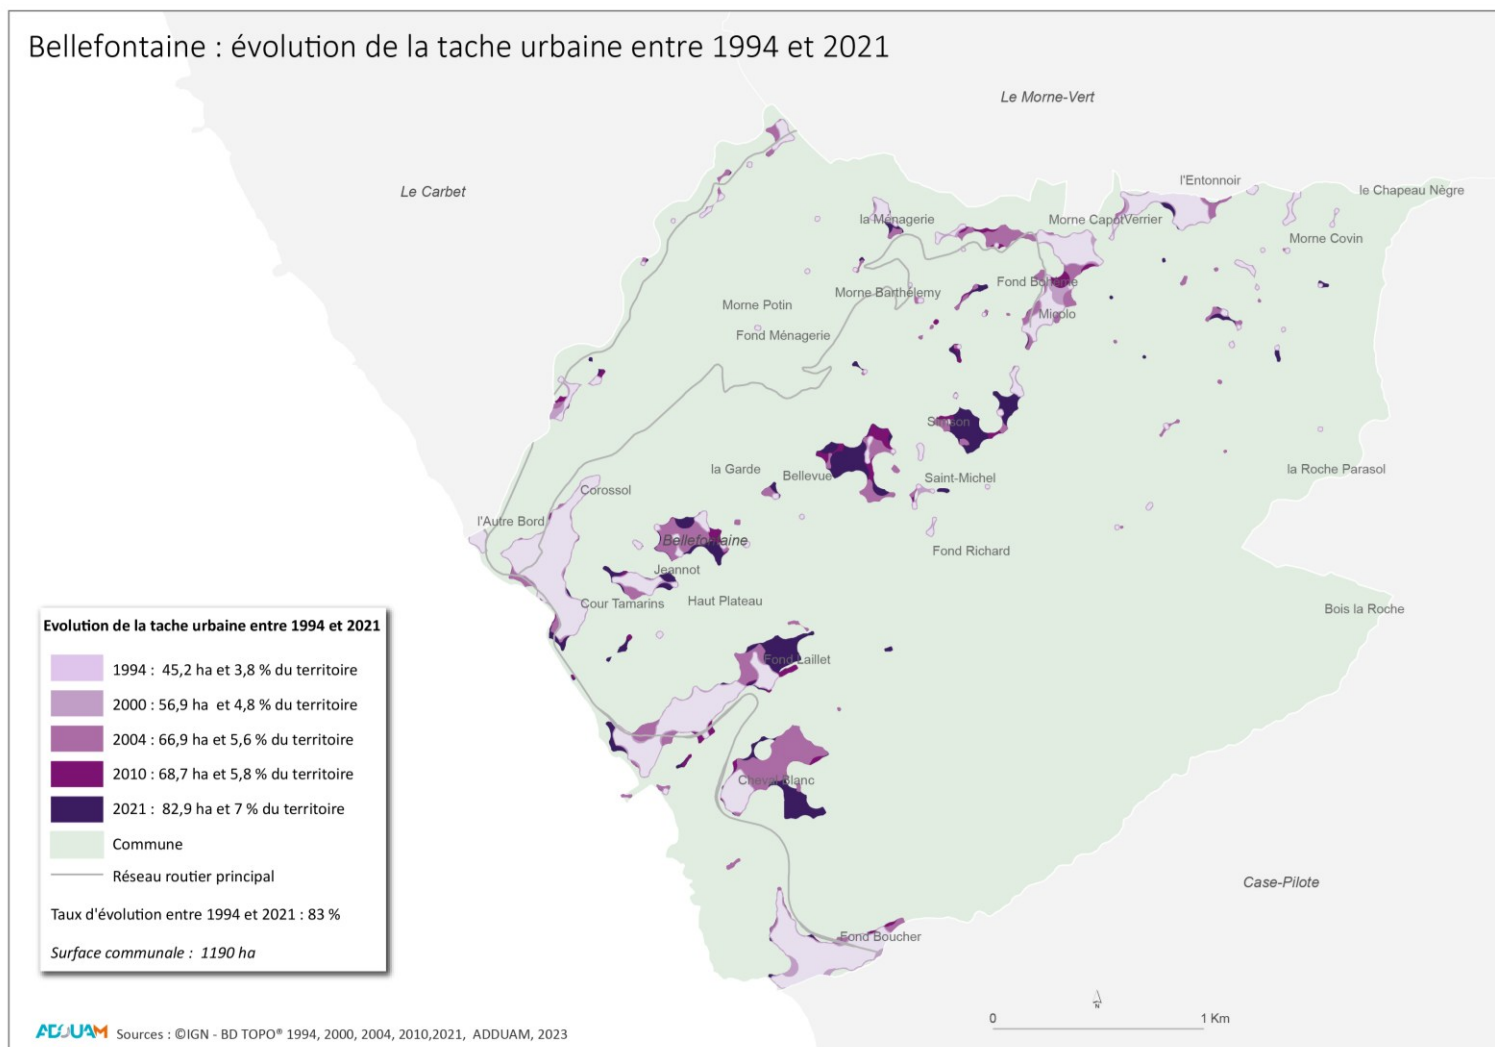 Bellefontaine : évolution de la tache urbaine entre 1994 et 2021
Le Morne-Vert
Le Carbet
l'Entonnoir
le Chapeau Nègre
la Ménagerie
Morne Capot
Verrier
Morne Covin
Morne Barthélemy
Fond Bohême
Morne Potin
Micolo
Fond Ménagerie
Simson
la Garde
Bellevue
Saint-Michel
la Roche Parasol
Corossol
l'Autre Bord
Bellefontaine
Fond Richard
Jeannot
Cour Tamarins
Haut Plateau
Bois la Roche
Fond Laillet
Cheval Blanc
Case-Pilote
Fond Boucher
Evolution de la tache urbaine entre 1994 et 2021
1994 : 45,2 ha et 3,8 % du territoire
2000 : 56,9 ha et 4,8 % du territoire
2004 : 66,9 ha et 5,6 % du territoire
2010 : 68,7 ha et 5,8 % du territoire
2021 : 82,9 ha et 7 % du territoire
Commune
Réseau routier principal
Taux d'évolution entre 1994 et 2021 : 83 %
Surface communale : 1190 ha
N
0 1 Km
ADDUAM Sources : ©IGN - BD TOPO® 1994, 2000, 2004, 2010,2021, ADDUAM, 2023